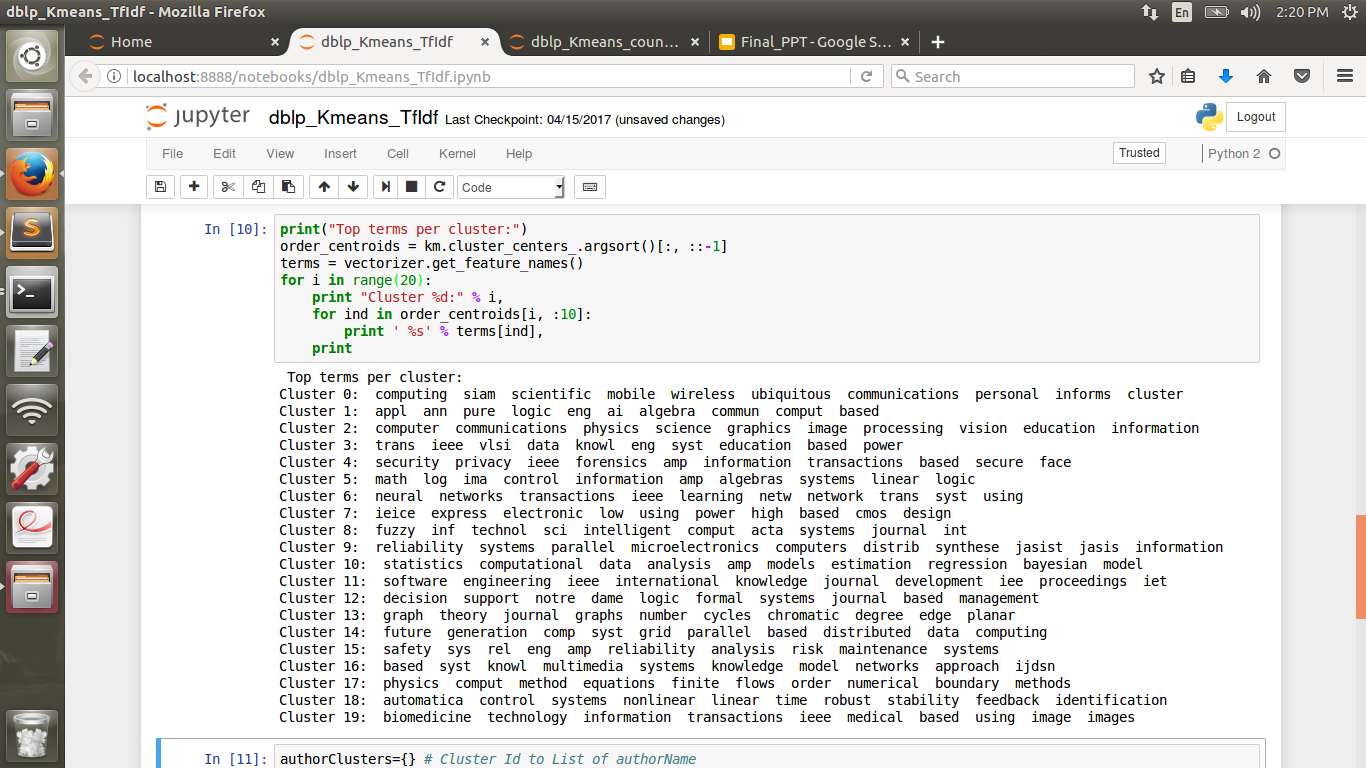 dblp_Kmeans_TfIdf - Mozilla Firefox
En
2:20 PM
Home
dblp_Kmeans_TfIdf
dblp_Kmeans_coun...
Final_PPT - Google S...
localhost:8888/notebooks/dblp_Kmeans_TfIdf.ipynb
Search
jupyter
dblp_Kmeans_TfIdf Last Checkpoint: 04/15/2017 (unsaved changes)
Logout
File Edit View Insert Cell Kernel Help
Trusted
Python 2
Code
In [10]:
print("Top terms per cluster:")
order_centroids = km.cluster_centers_.argsort()[:, ::-1]
terms = vectorizer.get_feature_names()
for i in range(20):
    print "Cluster %d:" % i,
    for ind in order_centroids[i, :10]:
        print ' %s' % terms[ind],
    print
Top terms per cluster:
Cluster 0:  computing  siam  scientific  mobile  wireless  ubiquitous  communications  personal  informs  cluster
Cluster 1:  appl  ann  pure  logic  eng  ai  algebra  commun  comput  based
Cluster 2:  computer  communications  physics  science  graphics  image  processing  vision  education  information
Cluster 3:  trans  ieee  vlsi  data  knowl  eng  syst  education  based  power
Cluster 4:  security  privacy  ieee  forensics  amp  information  transactions  based  secure  face
Cluster 5:  math  log  ima  control  information  amp  algebras  systems  linear  logic
Cluster 6:  neural  networks  transactions  ieee  learning  netw  network  trans  syst  using
Cluster 7:  ieice  express  electronic  low  using  power  high  based  cmos  design
Cluster 8:  fuzzy  inf  technol  sci  intelligent  comput  acta  systems  journal  int
Cluster 9:  reliability  systems  parallel  microelectronics  computers  distrib  synthese  jasist  jasis  information
Cluster 10:  statistics  computational  data  analysis  amp  models  estimation  regression  bayesian  model
Cluster 11:  software  engineering  ieee  international  knowledge  journal  development  iee  proceedings  iet
Cluster 12:  decision  support  notre  dame  logic  formal  systems  journal  based  management
Cluster 13:  graph  theory  journal  graphs  number  cycles  chromatic  degree  edge  planar
Cluster 14:  future  generation  comp  syst  grid  parallel  based  distributed  data  computing
Cluster 15:  safety  sys  rel  eng  amp  reliability  analysis  risk  maintenance  systems
Cluster 16:  based  syst  knowl  multimedia  systems  knowledge  model  networks  approach  ijdsn
Cluster 17:  physics  comput  method  equations  finite  flows  order  numerical  boundary  methods
Cluster 18:  automatica  control  systems  nonlinear  linear  time  robust  stability  feedback  identification
Cluster 19:  biomedicine  technology  information  transactions  ieee  medical  based  using  image  images
In [11]:
authorClusters={} # Cluster Id to List of authorName